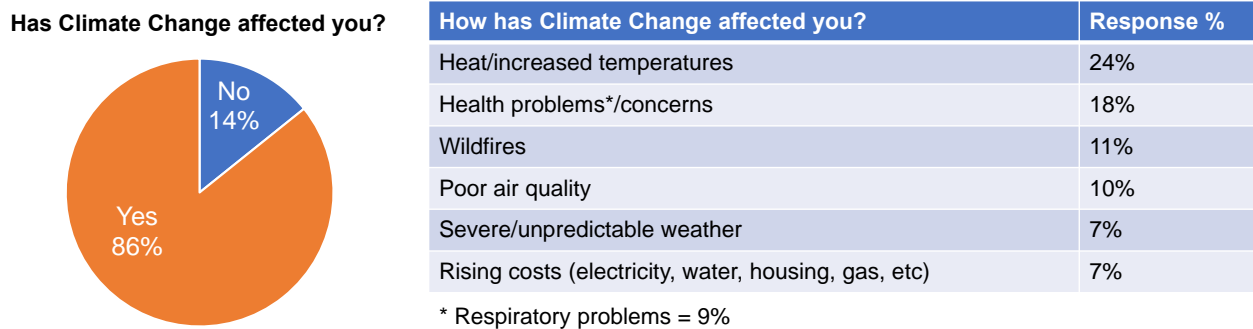 Has Climate Change affected you?
No
14%
Yes
86%
How has Climate Change affected you? Response %
Heat/increased temperatures 24%
Health problems*/concerns 18%
Wildfires 11%
Poor air quality 10%
Severe/unpredictable weather 7%
Rising costs (electricity, water, housing, gas, etc) 7%
* Respiratory problems = 9%